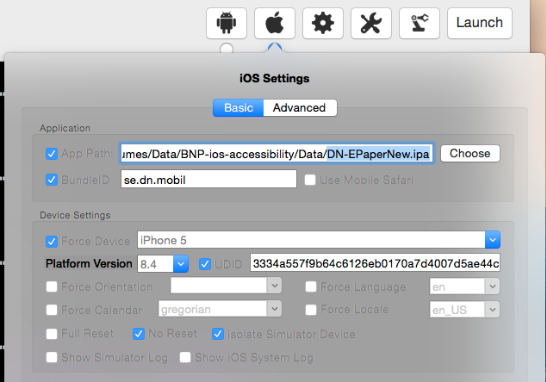 Launch
iOS Settings
Basic Advanced
Application
App Path: umes/Data/BNP-ios-accessibility/Data/DN-EPaperNew.ipa Choose
BundleID se.dn.mobil Use Mobile Safari
Device Settings
Force Device iPhone 5
Platform Version 8.4 UDID 3334a557f9b64c6126eb0170a7d4007d5ae44c
Force Orientation Force Language en
Force Calendar gregorian Force Locale en_US
Full Reset No Reset Isolate Simulator Device
Show Simulator Log Show iOS System Log